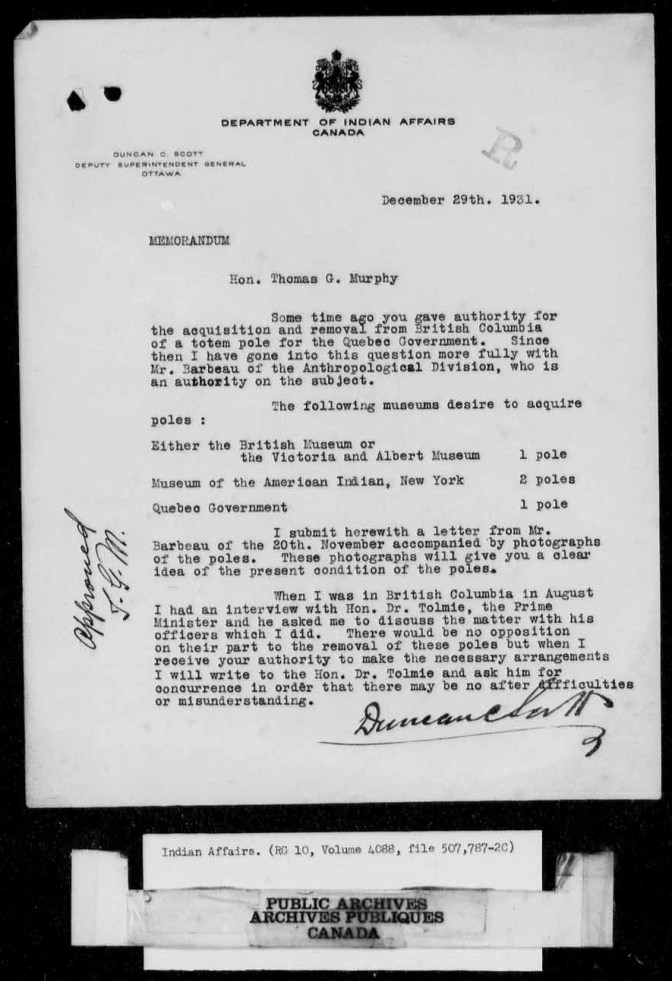 DEPARTMENT OF INDIAN AFFAIRS
CANADA
R
DUNCAN C. SCOTT
DEPUTY SUPERINTENDENT GENERAL
OTTAWA
December 29th. 1931.
MEMORANDUM
Hon. Thomas G. Murphy
Some time ago you gave authority for
the acquisition and removal from British Columbia
of a totem pole for the Quebec Government. Since
then I have gone into this question more fully with
Mr. Barbeau of the Anthropological Division, who is
an authority on the subject.
The following museums desire to acquire
poles :
Either the British Museum or
the Victoria and Albert Museum 1 pole
Museum of the American Indian, New York 2 poles
Quebec Government 1 pole
I submit herewith a letter from Mr.
Barbeau of the 20th. November accompanied by photographs
of the poles. These photographs will give you a clear
idea of the present condition of the poles.
When I was in British Columbia in August
I had an interview with Hon. Dr. Tolmie, the Prime
Minister and he asked me to discuss the matter with his
officers which I did. There would be no opposition
on their part to the removal of these poles but when I
receive your authority to make the necessary arrangements
I will write to the Hon. Dr. Tolmie and ask him for
concurrence in order that there may be no after difficulties
or misunderstanding.
Duncan C Scott
Approved
T. G. M.
Indian Affairs. (RG 10, Volume 4088, file 507,787-2C)
PUBLIC ARCHIVES
ARCHIVES PUBLIQUES
CANADA